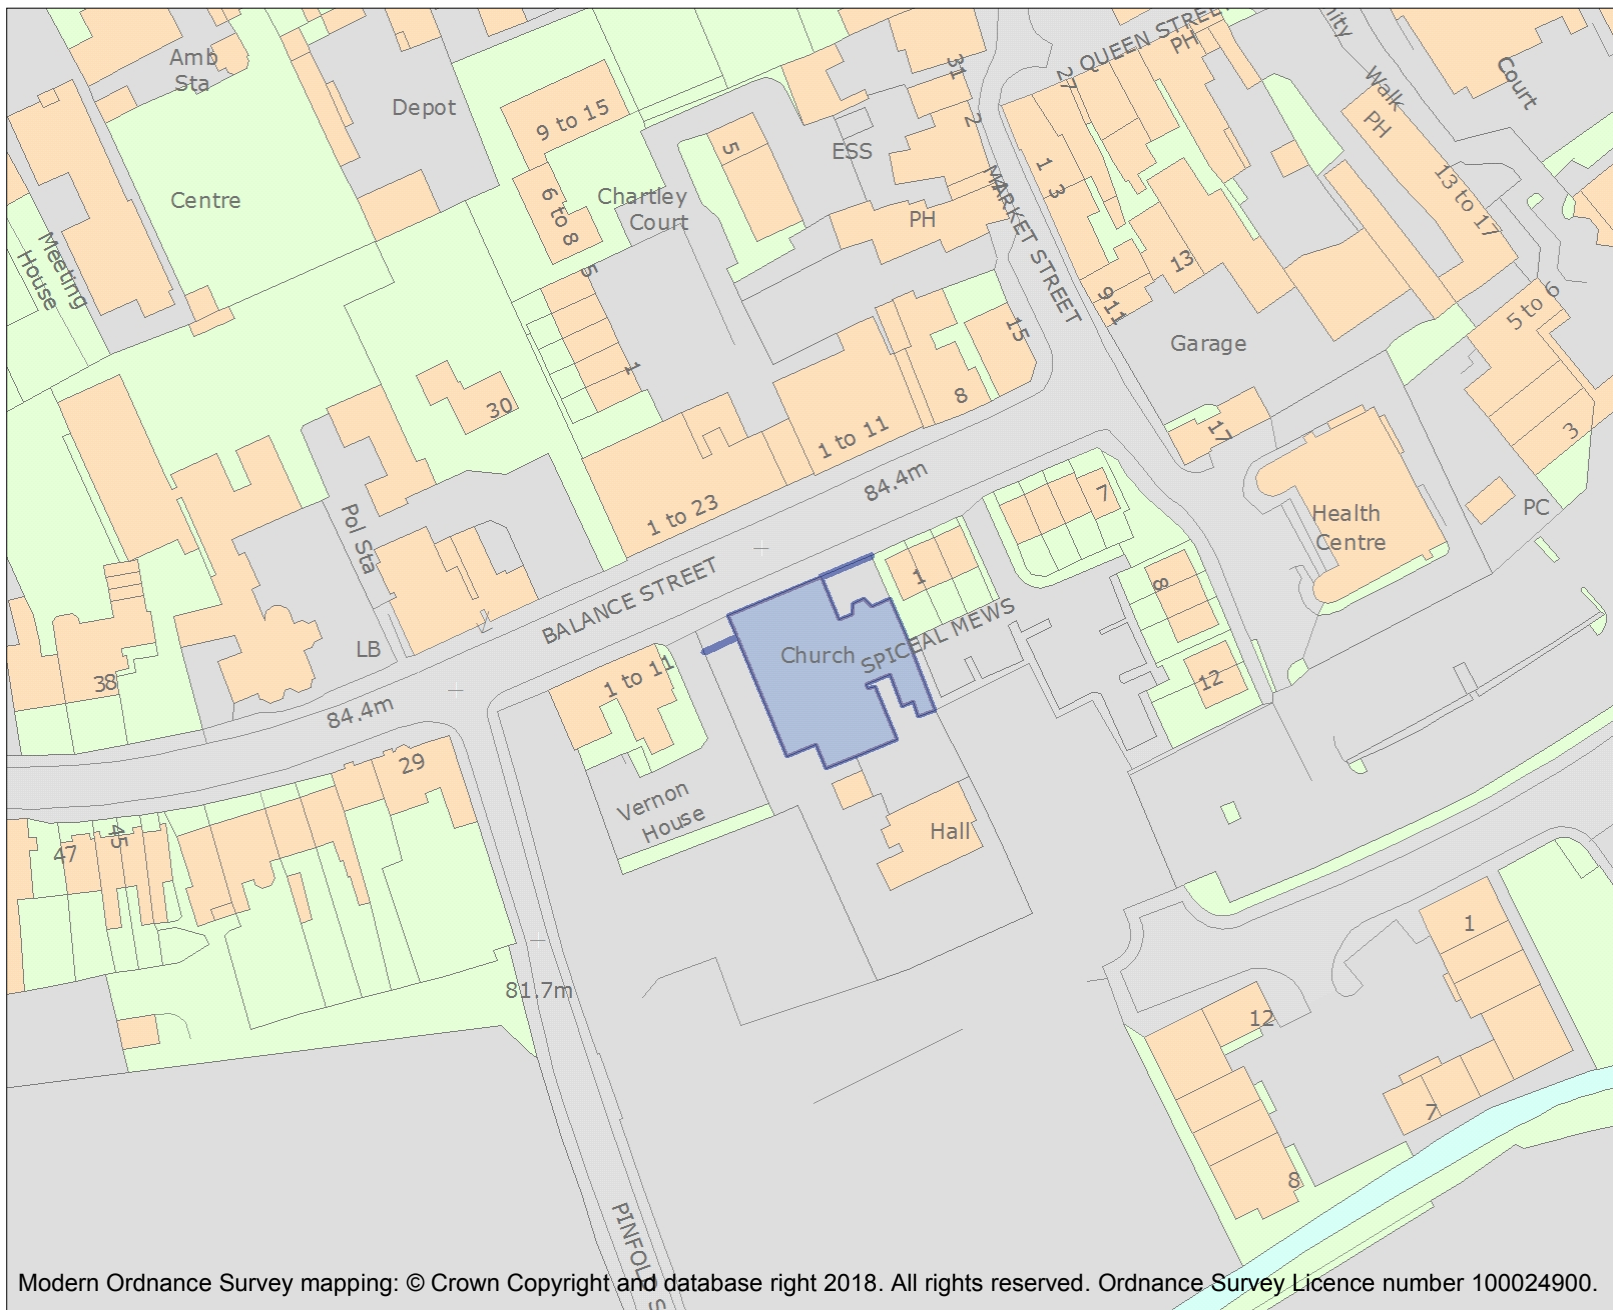 Amb
Sta
Depot
9 to 15
5
31
2
ESS
27
QUEEN STREET
PH
Walk
Court
PH
13 to 17
Centre
Meeting
House
6 to 8
Chartley
Court
PH
MARKET STREET
1
3
13
911
5
5 to 6
Garage
15
30
1
8
1 to 11
17
3
84.4m
1 to 23
Pol Sta
7
Health
Centre
PC
BALANCE STREET
1
8
SPICEAL MEWS
LB
Church
38
1 to 11
12
84.4m
29
Vernon
House
Hall
45
47
81.7m
1
12
7
8
PINFOLD S
Modern Ordnance Survey mapping: © Crown Copyright and database right 2018. All rights reserved. Ordnance Survey Licence number 100024900.